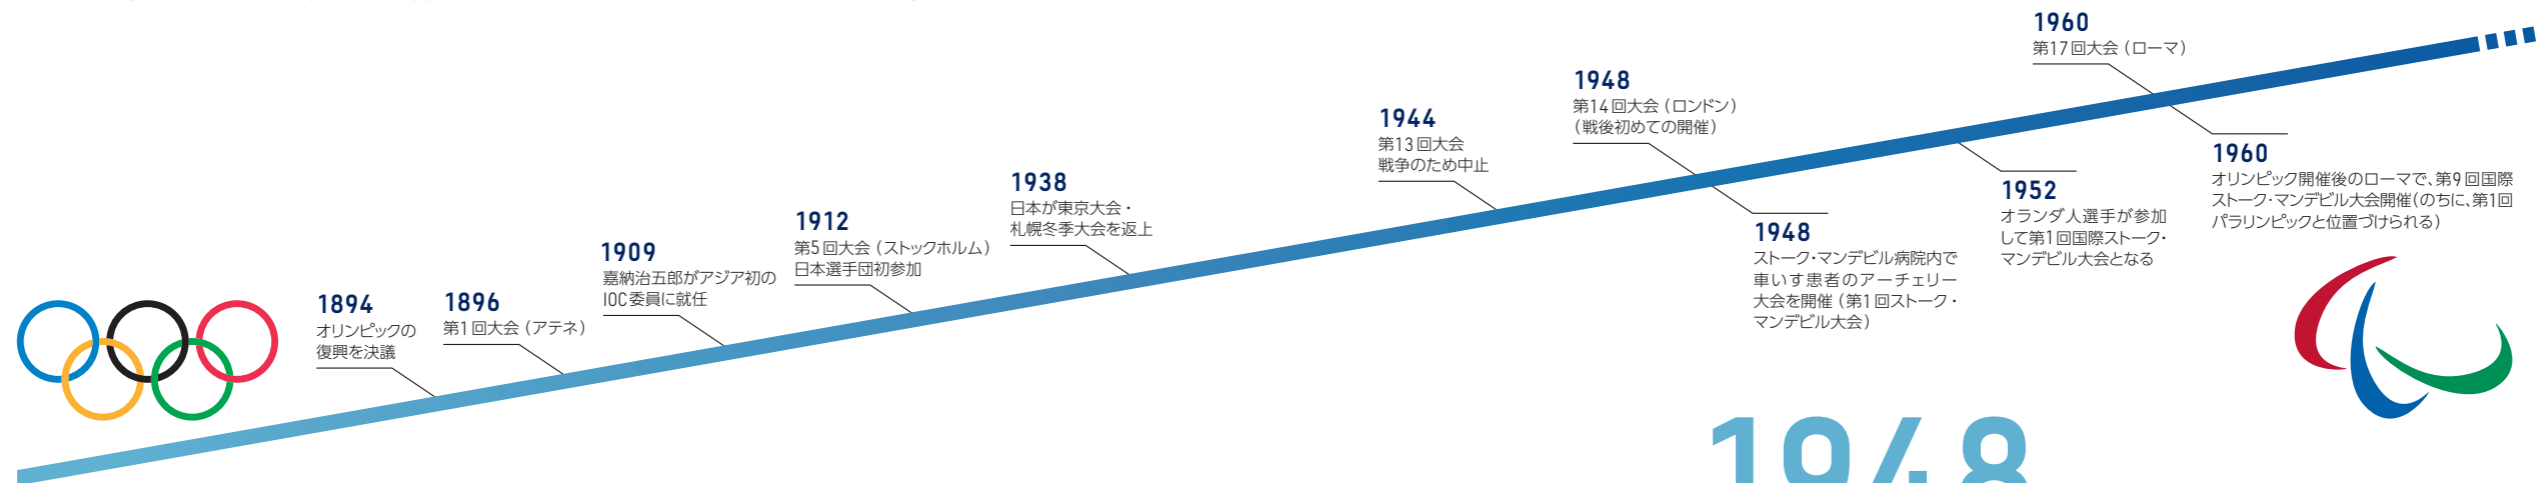 1894
オリンピックの
復興を決議
1896
第1回大会（アテネ）
1909
嘉納治五郎がアジア初の
IOC委員に就任
1912
第5回大会（ストックホルム）
日本選手団初参加
1938
日本が東京大会・
札幌冬季大会を返上
1944
第13回大会
戦争のため中止
1948
第14回大会（ロンドン）
（戦後初めての開催）
1948
ストーク・マンデビル病院内で
車いす患者のアーチェリー
大会を開催（第1回ストーク・
マンデビル大会）
1952
オランダ人選手が参加
して第1回国際ストーク・
マンデビル大会となる
1960
第17回大会（ローマ）
1960
オリンピック開催後のローマで、第9回国際
ストーク・マンデビル大会開催（のちに、第1回
パラリンピックと位置づけられる）
1948